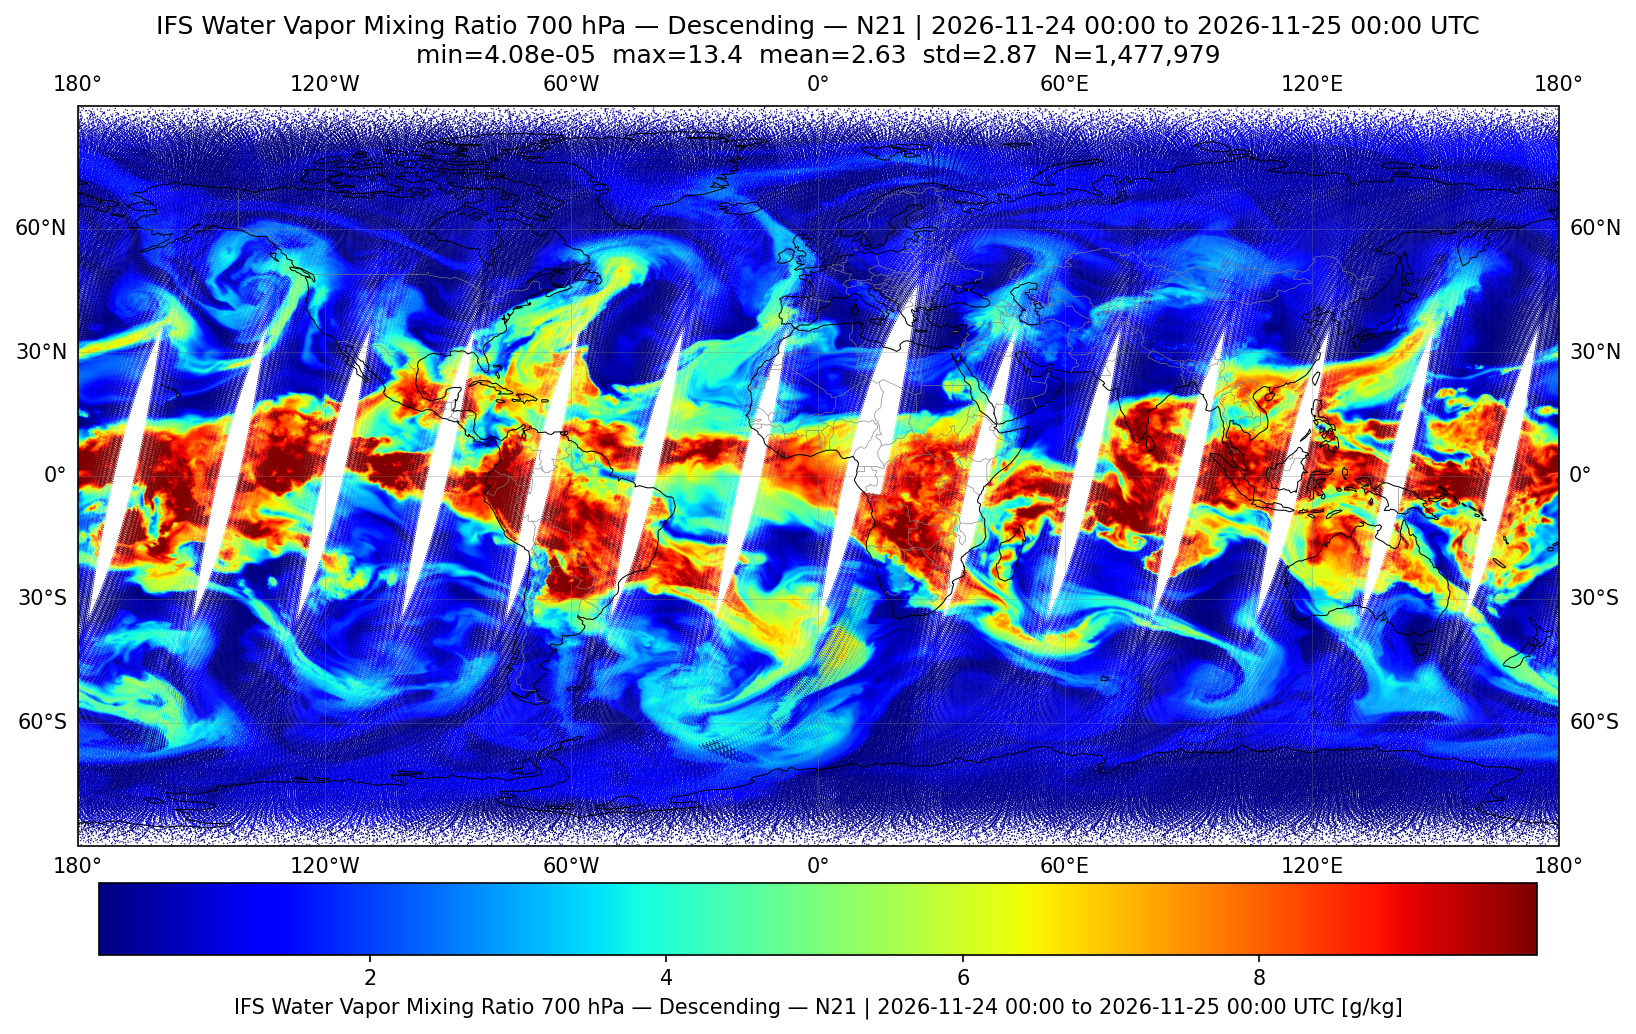 IFS Water Vapor Mixing Ratio 700 hPa — Descending — N21 | 2026-11-24 00:00 to 2026-11-25 00:00 UTC
min=4.08e-05 max=13.4 mean=2.63 std=2.87 N=1,477,979
180° 120°W 60°W 0° 60°E 120°E 180°
60°N 60°N
30°N 30°N
0° 0°
30°S 30°S
60°S 60°S
180° 120°W 60°W 0° 60°E 120°E 180°
2 4 6 8
IFS Water Vapor Mixing Ratio 700 hPa — Descending — N21 | 2026-11-24 00:00 to 2026-11-25 00:00 UTC [g/kg]